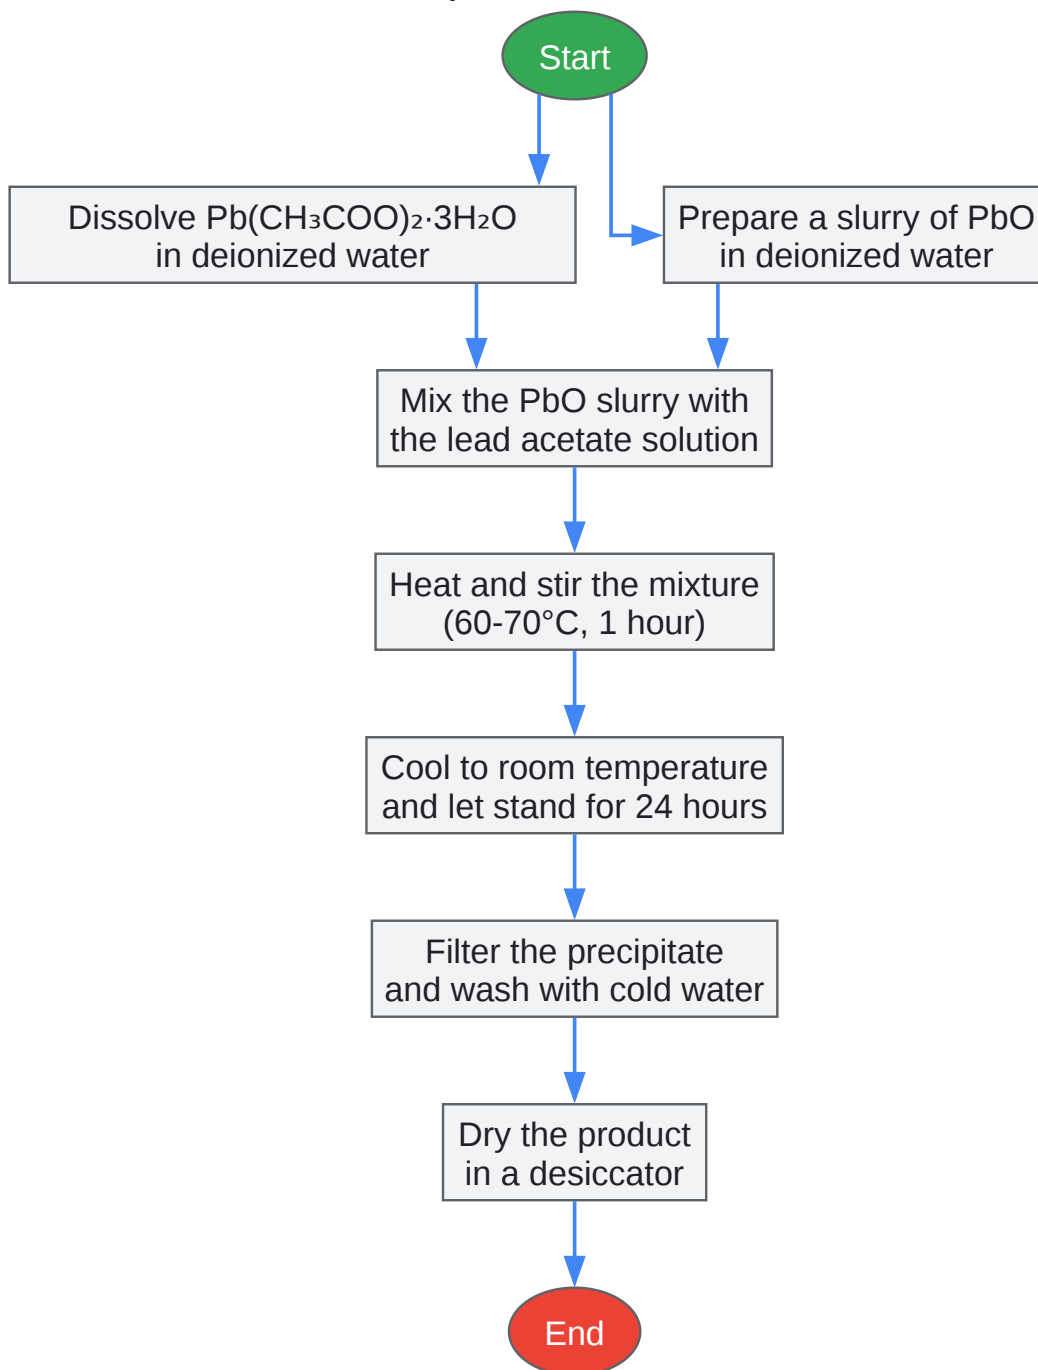 Start
Dissolve Pb(CH₃COO)₂·3H₂O
in deionized water
Prepare a slurry of PbO
in deionized water
Mix the PbO slurry with
the lead acetate solution
Heat and stir the mixture
(60-70°C, 1 hour)
Cool to room temperature
and let stand for 24 hours
Filter the precipitate
and wash with cold water
Dry the product
in a desiccator
End